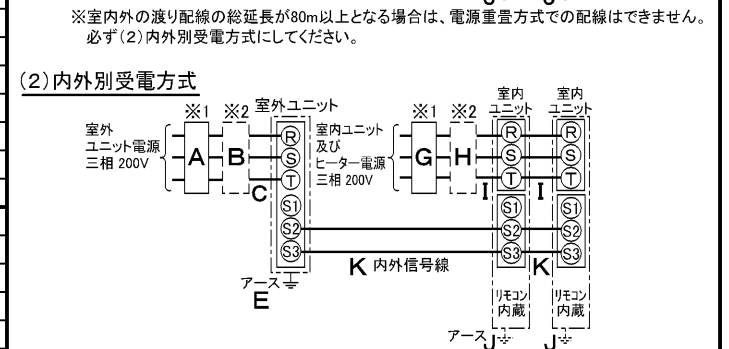 ※室内外の渡り配線の総延長が80m以上となる場合は、電源重畳方式での配線はできません。
必ず(2)内外別受電方式にしてください。
(2)内外別受電方式
※1 ※2 室外ユニット
※1 ※2 室内ユニット 室内ユニット
室外
ユニット電源
三相 200V
A B C
R
S
T
S1
S2
S3
アース
E
室内ユニット
及び
ヒーター電源
三相 200V
G H I I
R R
S S
T T
S1 S1
S2 S2
S3 S3
K 内外信号線 K
リモコン内蔵 リモコン内蔵
アース J J